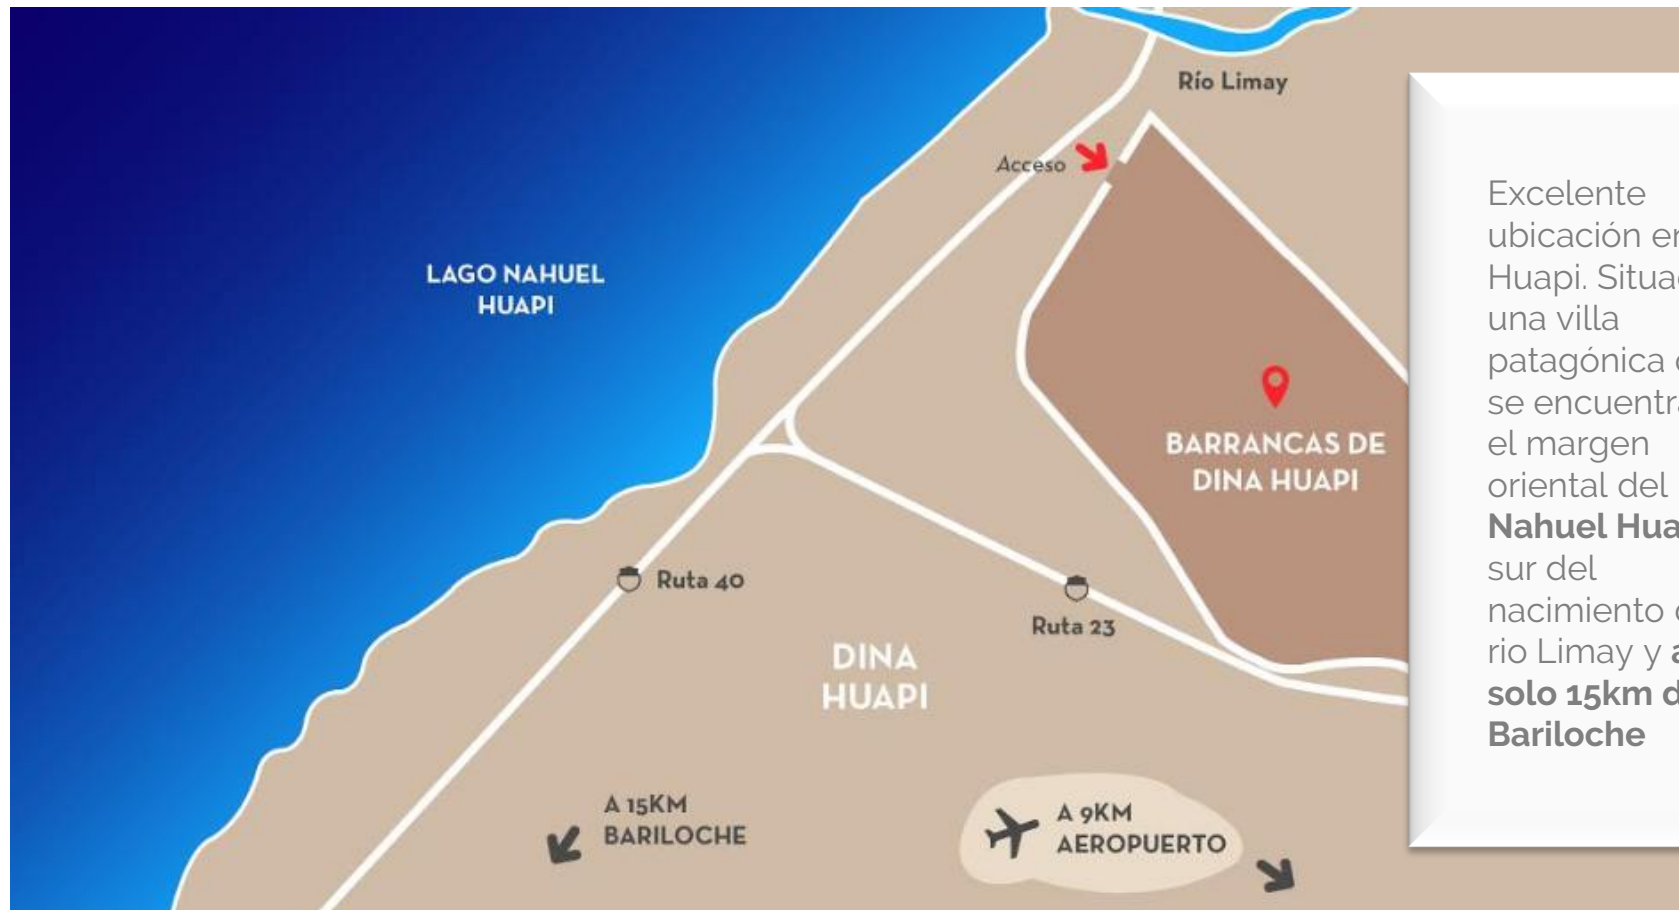 Río Limay
Acceso
LAGO NAHUEL
HUAPI
BARRANCAS DE
DINA HUAPI
Ruta 40
Ruta 23
DINA
HUAPI
A 15KM
BARILOCHE
A 9KM
AEROPUERTO
Excelente
ubicación
Huapi.
una villa
patagónica
se
el margen
oriental del
Nahuel
sur del
nacimiento
rio Limay y
solo 15km
Bariloche